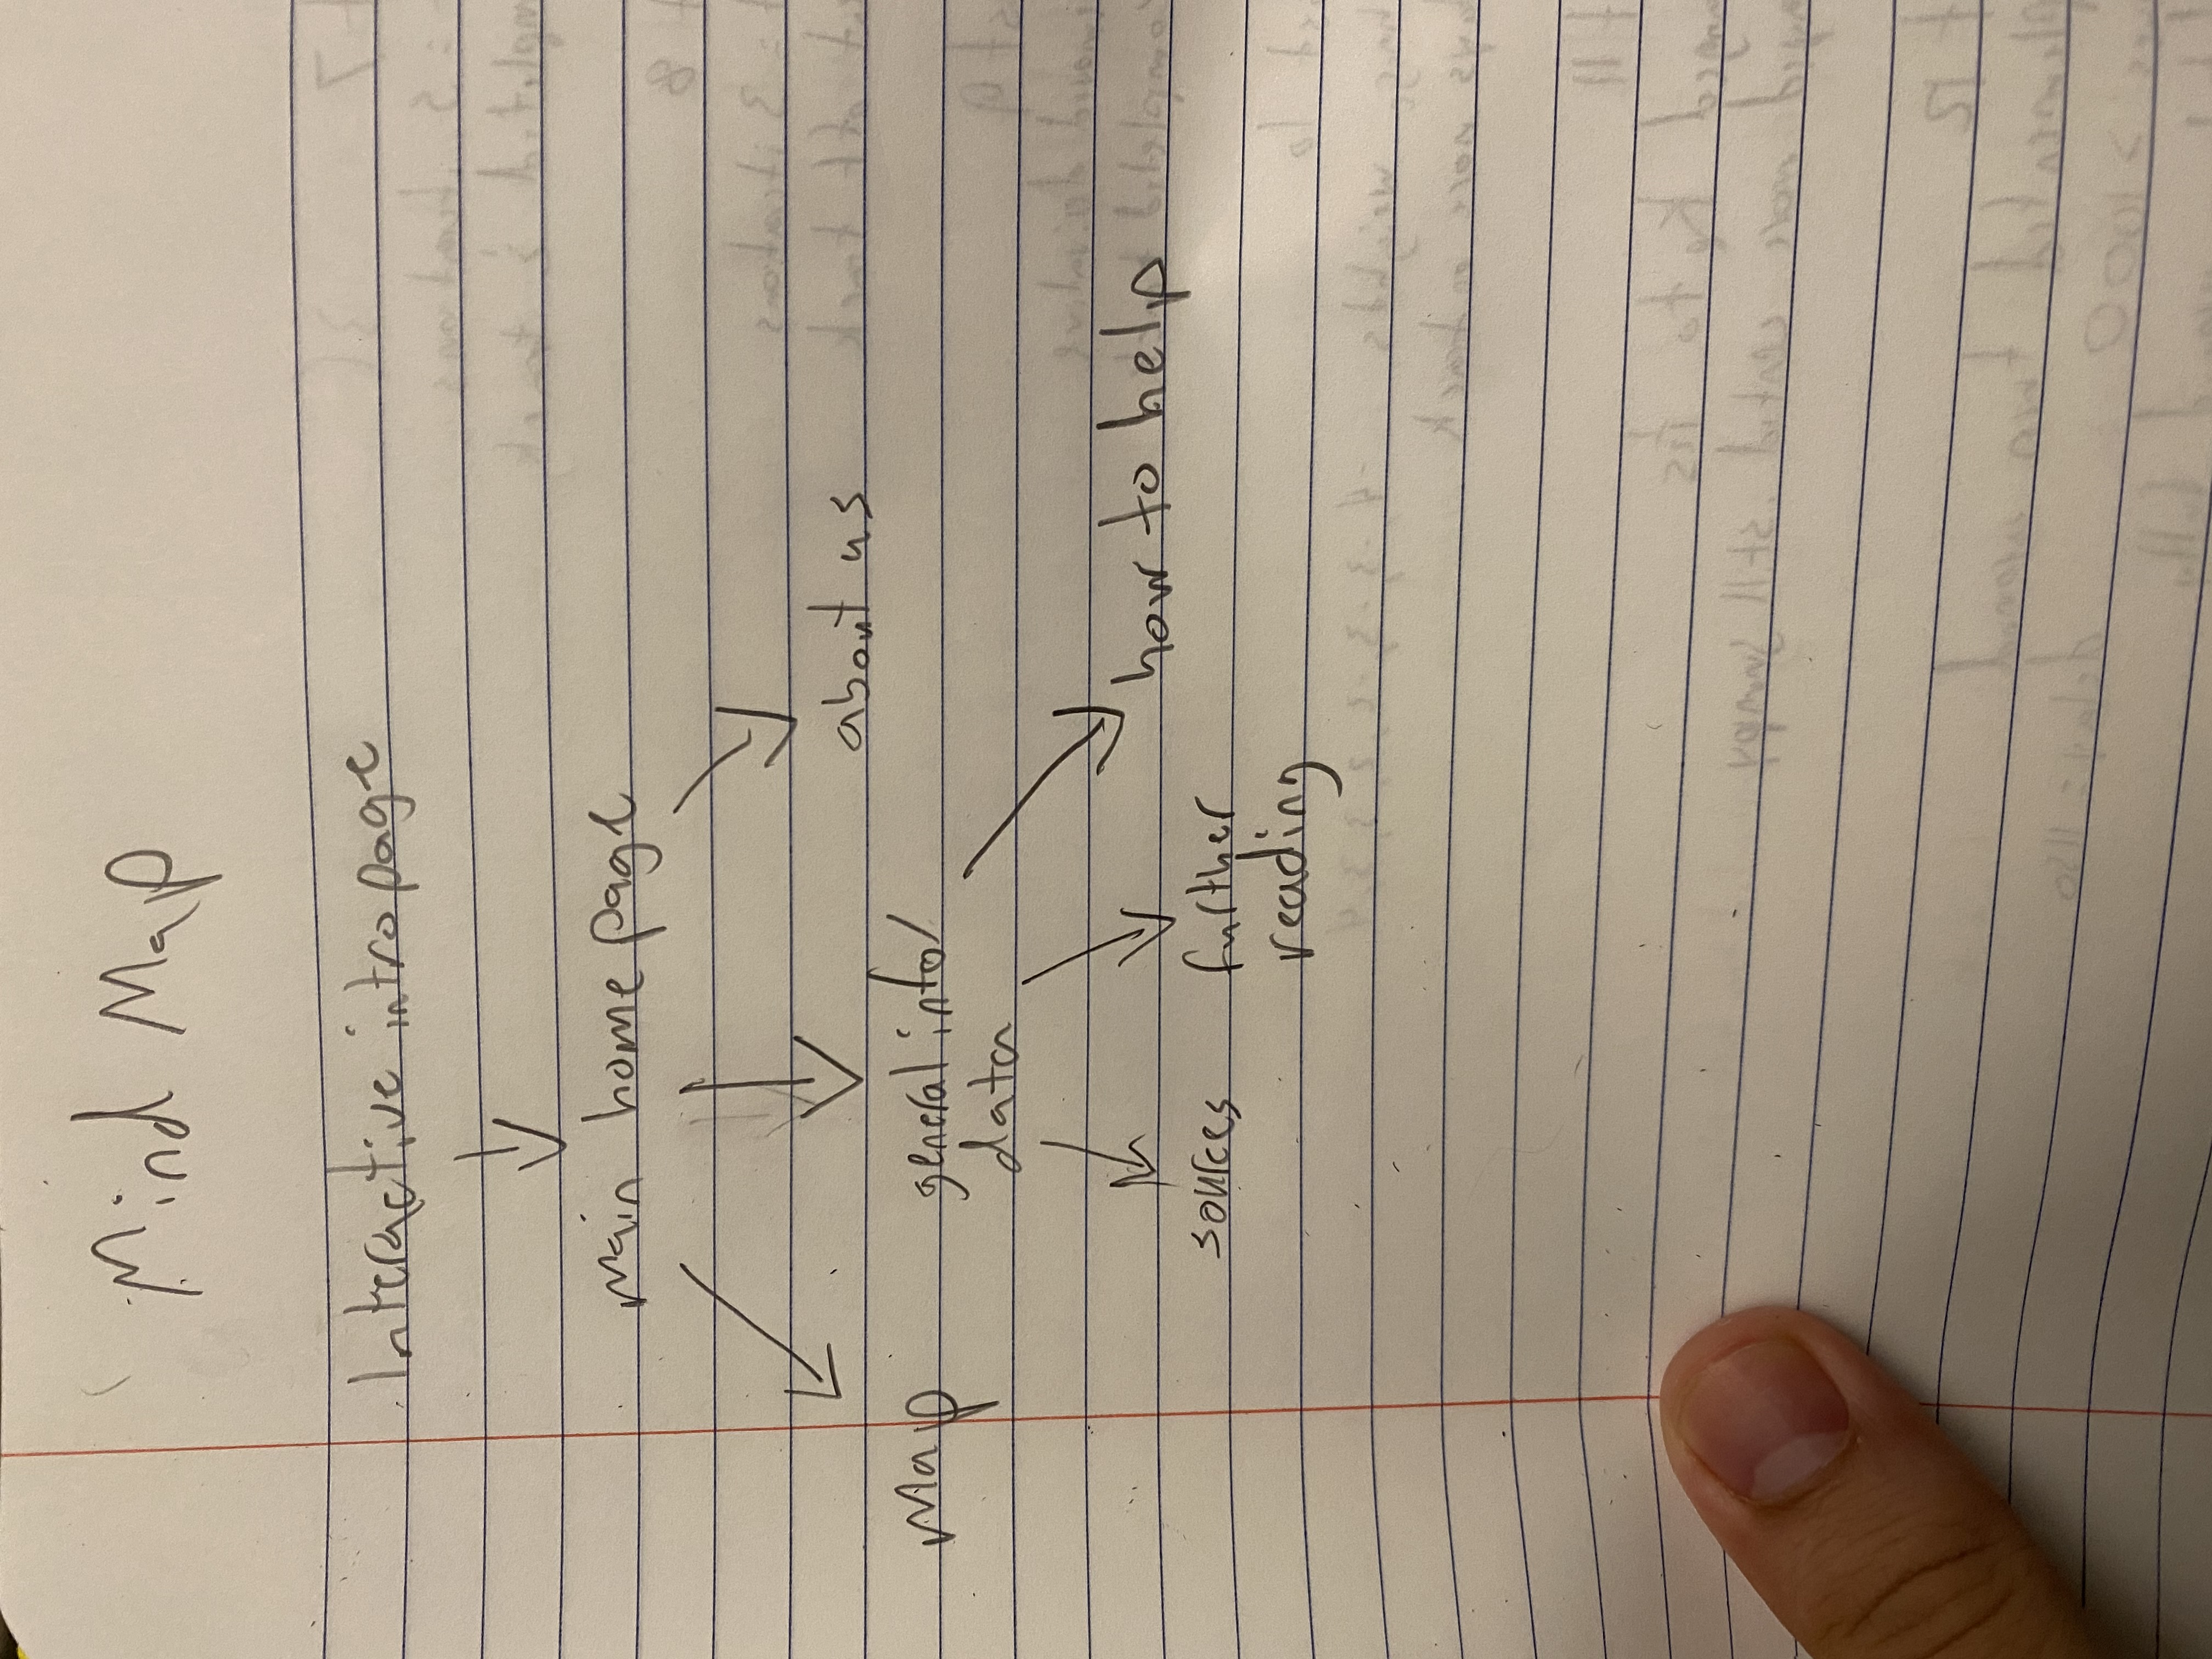 Mind Map
Interactive intro page
main home page
about us
Map
general info/
data
how to help
sources
further
reading